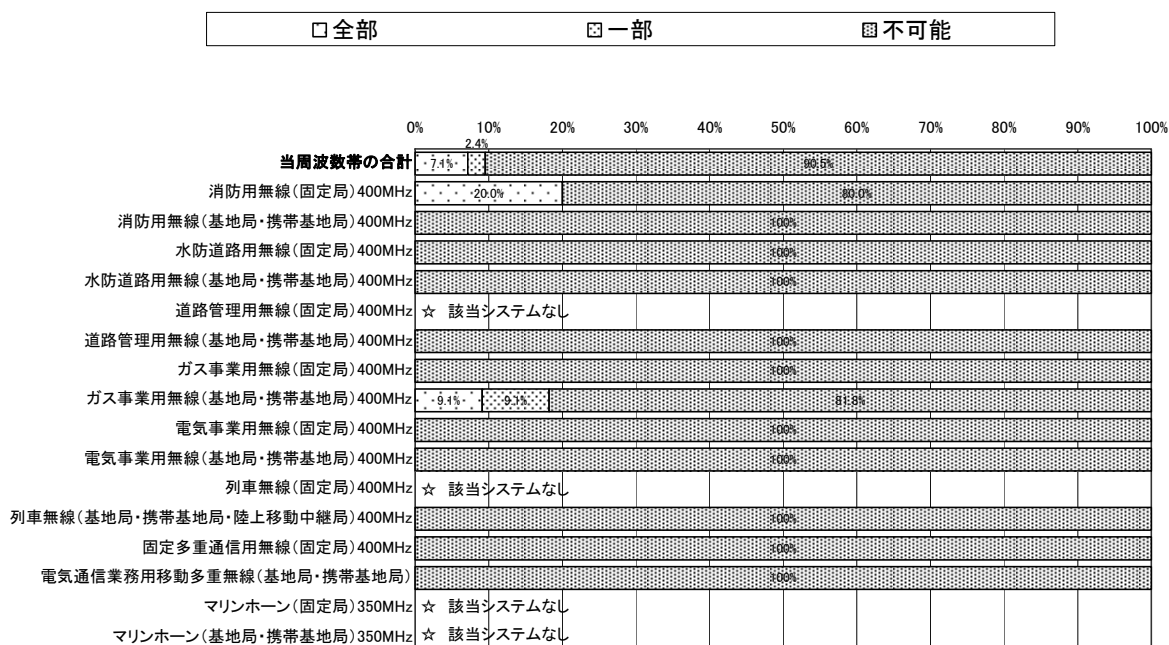 全部 一部 不可能
0% 10% 20% 30% 40% 50% 60% 70% 80% 90% 100%
2.4%
当周波数帯の合計 7.1% 90.5%
消防用無線(固定局)400MHz 20.0% 80.0%
消防用無線(基地局・携帯基地局)400MHz 100%
水防道路用無線(固定局)400MHz 100%
水防道路用無線(基地局・携帯基地局)400MHz 100%
道路管理用無線(固定局)400MHz ☆ 該当システムなし
道路管理用無線(基地局・携帯基地局)400MHz 100%
ガス事業用無線(固定局)400MHz 100%
ガス事業用無線(基地局・携帯基地局)400MHz 9.1% 9.1% 81.8%
電気事業用無線(固定局)400MHz 100%
電気事業用無線(基地局・携帯基地局)400MHz 100%
列車無線(固定局)400MHz ☆ 該当システムなし
列車無線(基地局・携帯基地局・陸上移動中継局)400MHz 100%
固定多重通信用無線(固定局)400MHz 100%
電気通信業務用移動多重無線(基地局・携帯基地局) 100%
マリンホーン(固定局)350MHz ☆ 該当システムなし
マリンホーン(基地局・携帯基地局)350MHz ☆ 該当システムなし